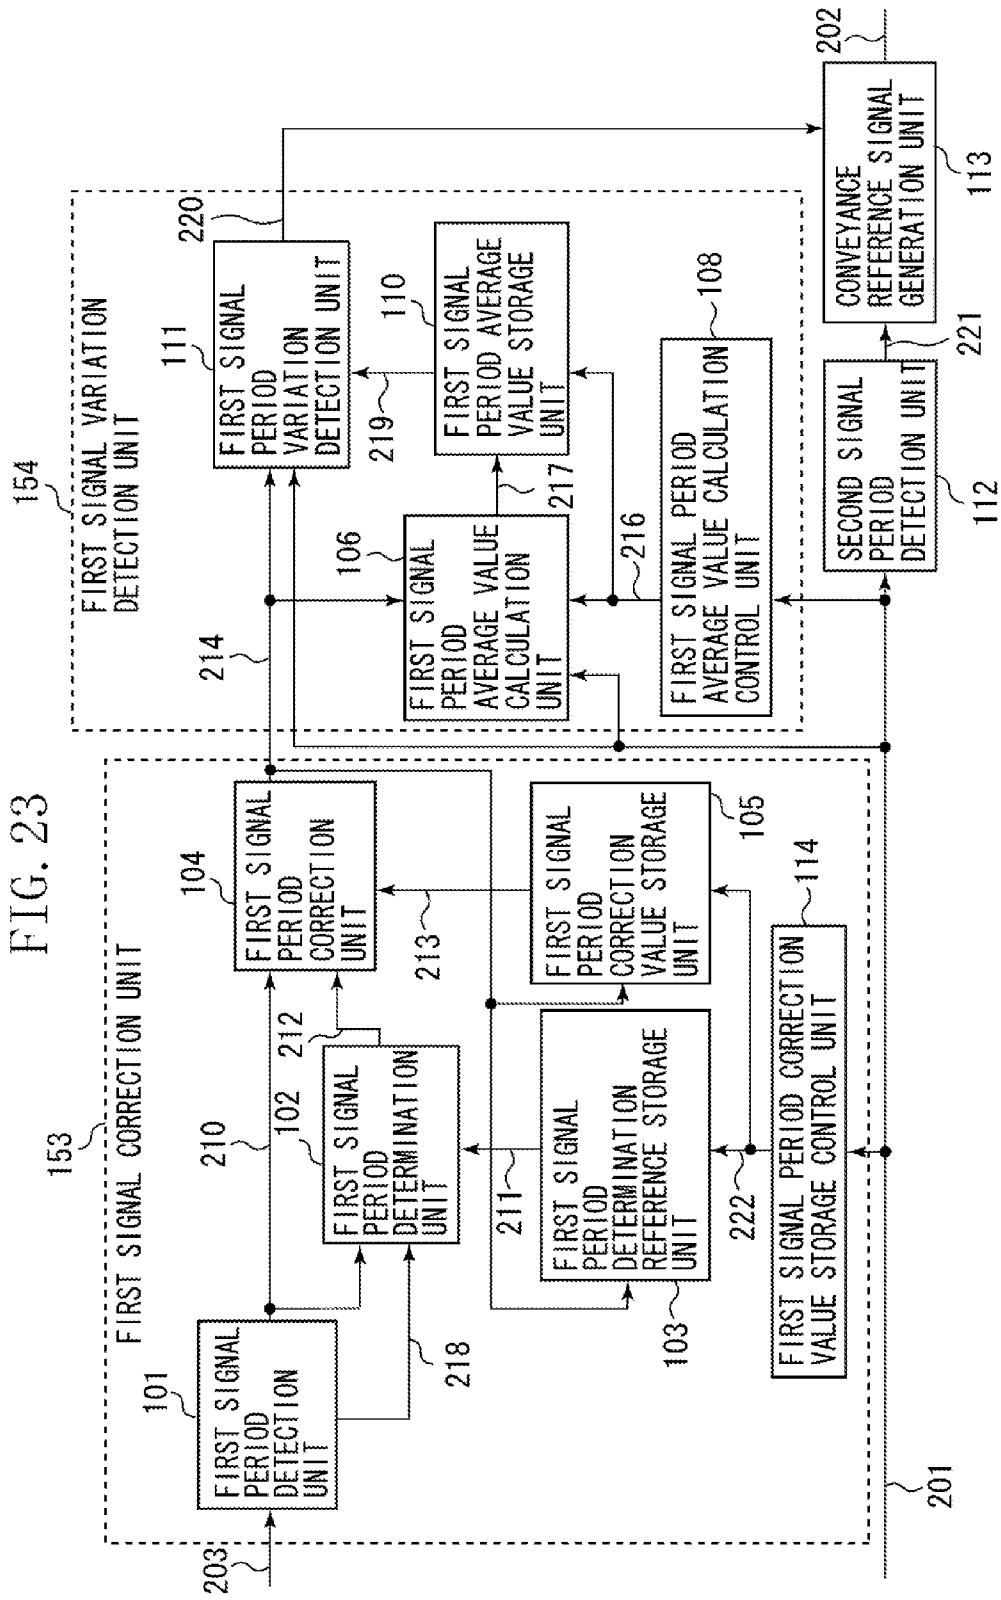 FIG. 23
153
FIRST SIGNAL CORRECTION UNIT
154
FIRST SIGNAL VARIATION
DETECTION UNIT
203
101
FIRST SIGNAL
PERIOD
DETECTION
UNIT
210
218
102
FIRST SIGNAL
PERIOD
DETERMINATION
UNIT
212
104
FIRST SIGNAL
PERIOD
CORRECTION
UNIT
214
211
213
103
FIRST SIGNAL
PERIOD
DETERMINATION
REFERENCE STORAGE
UNIT
105
FIRST SIGNAL
PERIOD
CORRECTION
VALUE STORAGE
UNIT
222
114
FIRST SIGNAL PERIOD CORRECTION
VALUE STORAGE CONTROL UNIT
201
106
FIRST SIGNAL
PERIOD
AVERAGE VALUE
CALCULATION
UNIT
217
110
FIRST SIGNAL
PERIOD AVERAGE
VALUE STORAGE
UNIT
219
111
FIRST SIGNAL
PERIOD
VARIATION
DETECTION UNIT
220
216
108
FIRST SIGNAL PERIOD
AVERAGE VALUE CALCULATION
CONTROL UNIT
112
SECOND SIGNAL
PERIOD
DETECTION UNIT
221
113
CONVEYANCE
REFERENCE SIGNAL
GENERATION UNIT
202